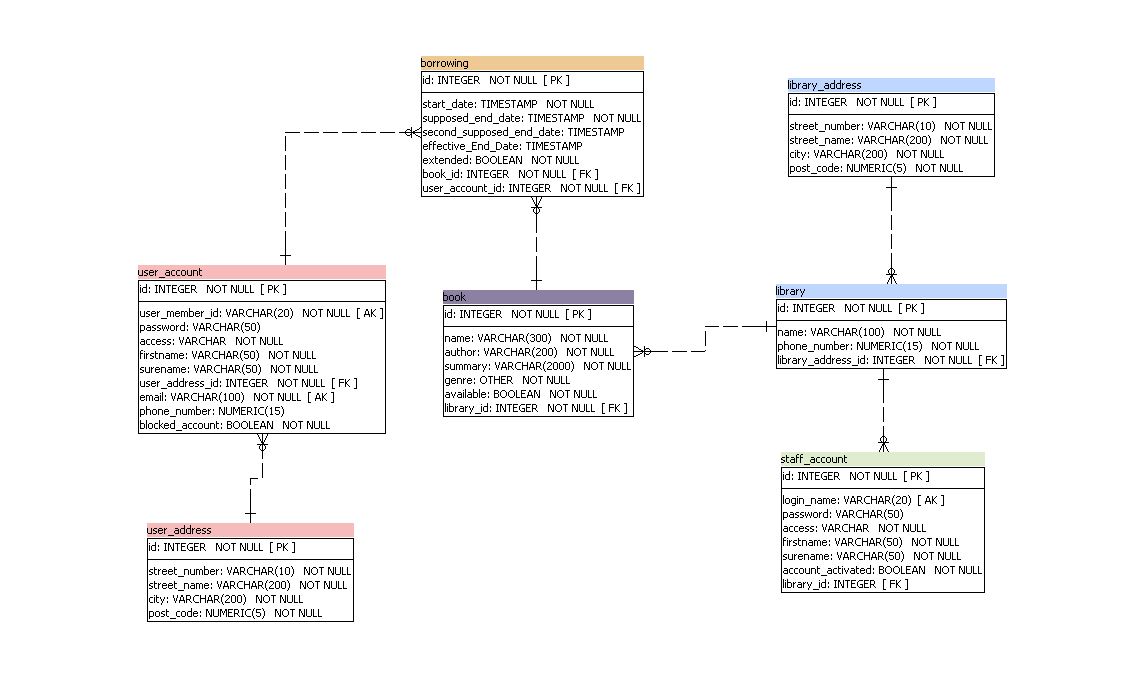 borrowing
id: INTEGER NOT NULL [ PK ]
start_date: TIMESTAMP NOT NULL
supposed_end_date: TIMESTAMP NOT NULL
second_supposed_end_date: TIMESTAMP
effective_End_Date: TIMESTAMP
extended: BOOLEAN NOT NULL
book_id: INTEGER NOT NULL [ FK ]
user_account_id: INTEGER NOT NULL [ FK ]
library_address
id: INTEGER NOT NULL [ PK ]
street_number: VARCHAR(10) NOT NULL
street_name: VARCHAR(200) NOT NULL
city: VARCHAR(200) NOT NULL
post_code: NUMERIC(5) NOT NULL
user_account
id: INTEGER NOT NULL [ PK ]
user_member_id: VARCHAR(20) NOT NULL [ AK ]
password: VARCHAR(50)
access: VARCHAR NOT NULL
firstname: VARCHAR(50) NOT NULL
surename: VARCHAR(50) NOT NULL
user_address_id: INTEGER NOT NULL [ FK ]
email: VARCHAR(100) NOT NULL [ AK ]
phone_number: NUMERIC(15)
blocked_account: BOOLEAN NOT NULL
book
id: INTEGER NOT NULL [ PK ]
name: VARCHAR(300) NOT NULL
author: VARCHAR(200) NOT NULL
summary: VARCHAR(2000) NOT NULL
genre: OTHER NOT NULL
available: BOOLEAN NOT NULL
library_id: INTEGER NOT NULL [ FK ]
library
id: INTEGER NOT NULL [ PK ]
name: VARCHAR(100) NOT NULL
phone_number: NUMERIC(15) NOT NULL
library_address_id: INTEGER NOT NULL [ FK ]
staff_account
id: INTEGER NOT NULL [ PK ]
login_name: VARCHAR(20) [ AK ]
password: VARCHAR(50)
access: VARCHAR NOT NULL
firstname: VARCHAR(50) NOT NULL
surename: VARCHAR(50) NOT NULL
account_activated: BOOLEAN NOT NULL
library_id: INTEGER [ FK ]
user_address
id: INTEGER NOT NULL [ PK ]
street_number: VARCHAR(10) NOT NULL
street_name: VARCHAR(200) NOT NULL
city: VARCHAR(200) NOT NULL
post_code: NUMERIC(5) NOT NULL